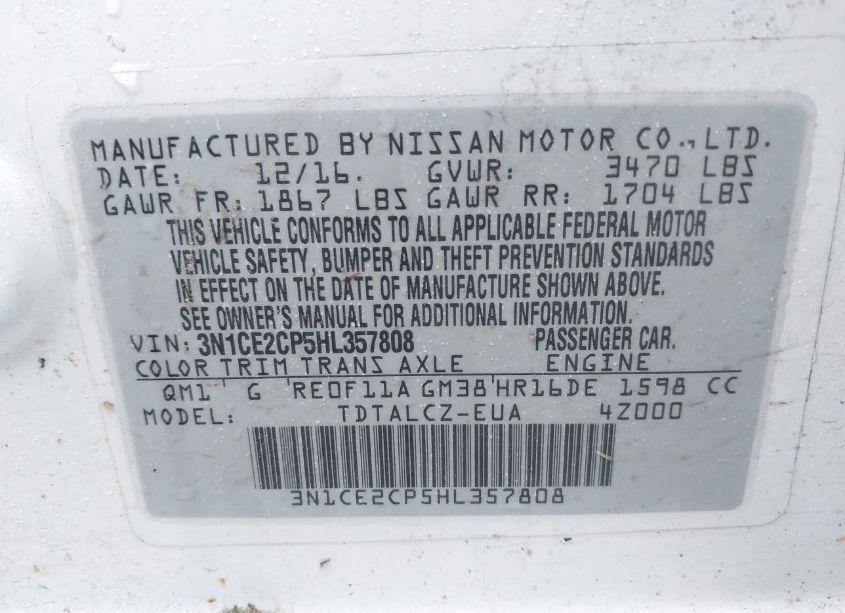 MANUFACTURED BY NISSAN MOTOR CO., LTD.
DATE: 12/16. GVWR: 3470 LBS
GAWR FR: 1867 LBS GAWR RR: 1704 LBS
THIS VEHICLE CONFORMS TO ALL APPLICABLE FEDERAL MOTOR
VEHICLE SAFETY, BUMPER AND THEFT PREVENTION STANDARDS
IN EFFECT ON THE DATE OF MANUFACTURE SHOWN ABOVE.
SEE OWNER'S MANUAL FOR ADDITIONAL INFORMATION.
VIN: 3N1CE2CP5HL357808 PASSENGER CAR.
COLOR TRIM TRANS AXLE ENGINE
QM1 G RE0F11A GM38 HR16DE 1598 CC
MODEL: TDTALCZ-EUA 4Z000
3N1CE2CP5HL357808